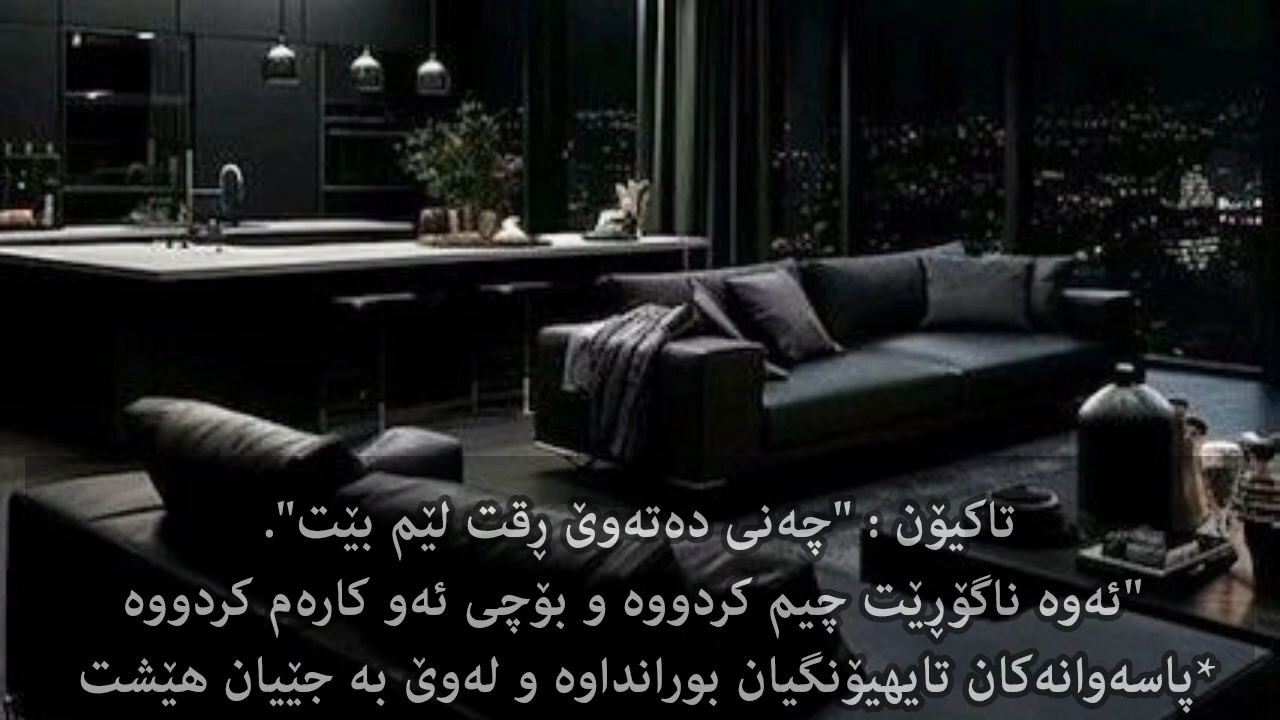 تاکیۆن : "چەنی دەتەوێ ڕقت لێم بێت".
"ئەوە ناگۆڕێت چیم کردووە و بۆچی ئەو کارەم کردووە
*پاسەوانەکان تایهیۆنگیان بورانداوە و لەوێ بە جێیان هێشت